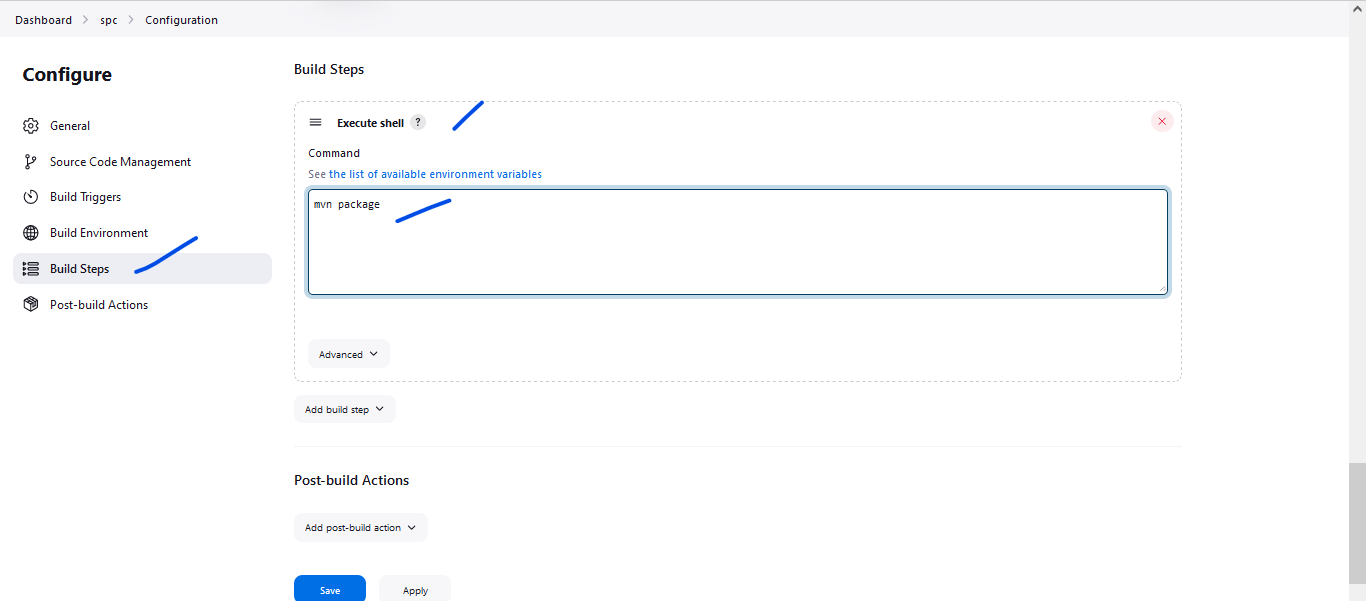 Dashboard > spc > Configuration
Configure
General
Source Code Management
Build Triggers
Build Environment
Build Steps
Post-build Actions
Build Steps
Execute shell ?
Command
See the list of available environment variables
mvn package
Advanced
Add build step
Post-build Actions
Add post-build action
Save Apply